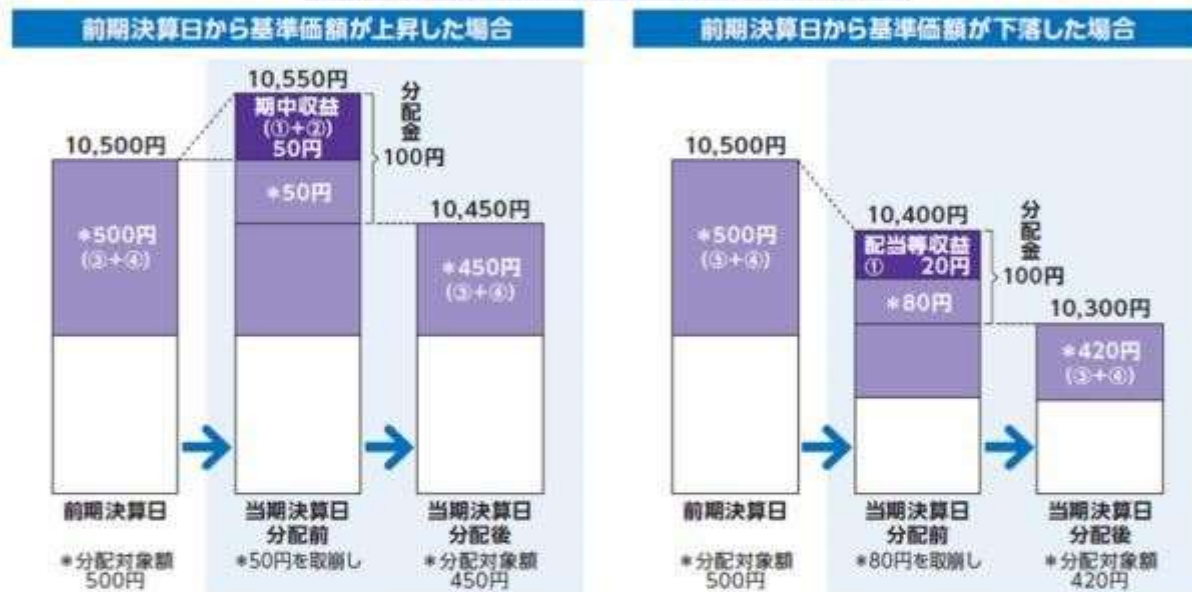 前期決算日から基準価額が上昇した場合
10,550円
期中収益
(①+②)
50円
分配金
100円
10,500円
*50円
10,450円
*500円
(③+④)
*450円
(③+④)
前期決算日
当期決算日
分配前
当期決算日
分配後
*分配対象額
500円
*50円を取崩し
*分配対象額
450円
前期決算日から基準価額が下落した場合
10,500円
10,400円
配当等収益
① 20円
分配金
100円
*500円
(③+④)
*80円
10,300円
*420円
(③+④)
前期決算日
当期決算日
分配前
当期決算日
分配後
*分配対象額
500円
*80円を取崩し
*分配対象額
420円